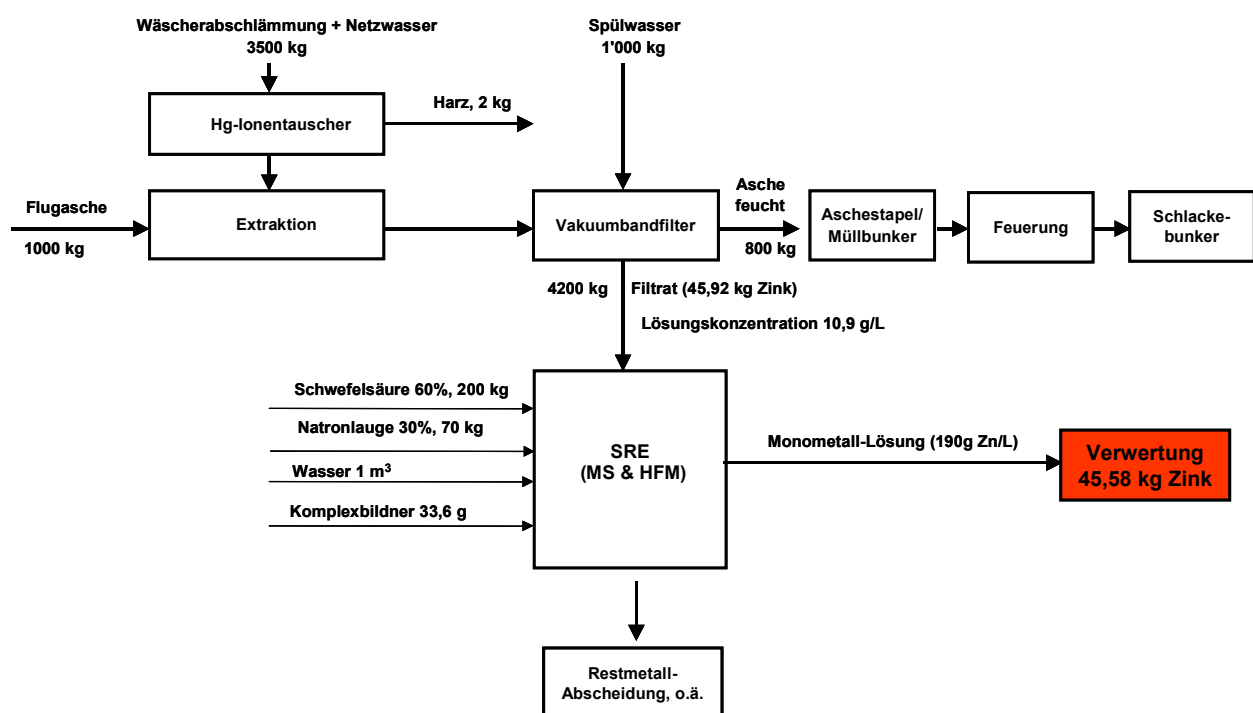 Wäscherabschlämmung + Netzwasser
3500 kg
Spülwasser
1'000 kg
Hg-Ionentauscher
Harz, 2 kg
Flugasche
1000 kg
Extraktion
Vakuumbandfilter
Asche
feucht
800 kg
Aschestapel/
Müllbunker
Feuerung
Schlacke-
bunker
4200 kg
Filtrat (45,92 kg Zink)
Lösungskonzentration 10,9 g/L
Schwefelsäure 60%, 200 kg
Natronlauge 30%, 70 kg
Wasser 1 m³
Komplexbildner 33,6 g
SRE
(MS & HFM)
Monometall-Lösung (190g Zn/L)
Verwertung
45,58 kg Zink
Restmetall-
Abscheidung, o.ä.